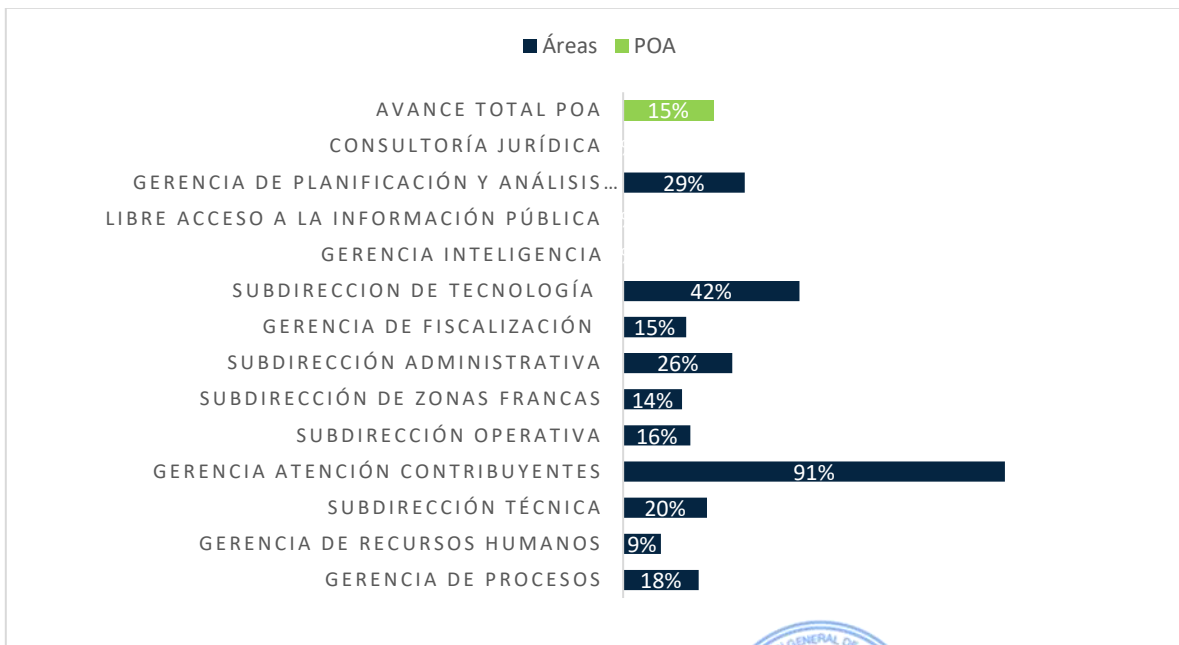 Áreas POA
AVANCE TOTAL POA 15%
CONSULTORÍA JURÍDICA
GERENCIA DE PLANIFICACIÓN Y ANÁLISIS... 29%
LIBRE ACCESO A LA INFORMACIÓN PÚBLICA
GERENCIA INTELIGENCIA
SUBDIRECCION DE TECNOLOGÍA 42%
GERENCIA DE FISCALIZACIÓN 15%
SUBDIRECCIÓN ADMINISTRATIVA 26%
SUBDIRECCIÓN DE ZONAS FRANCAS 14%
SUBDIRECCIÓN OPERATIVA 16%
GERENCIA ATENCIÓN CONTRIBUYENTES 91%
SUBDIRECCIÓN TÉCNICA 20%
GERENCIA DE RECURSOS HUMANOS 9%
GERENCIA DE PROCESOS 18%
GENERAL